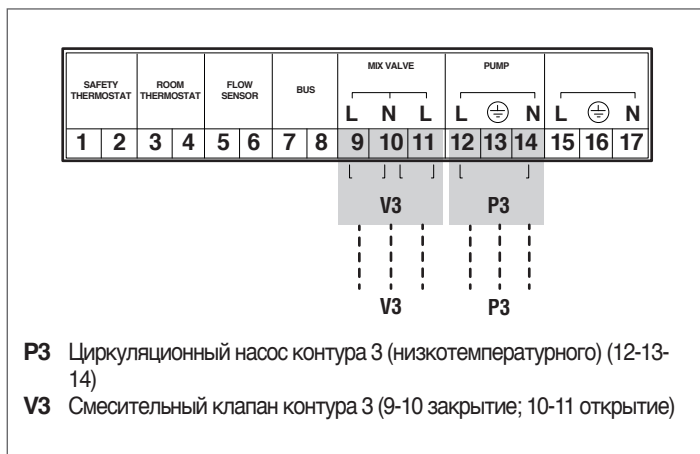 SAFETY THERMOSTAT ROOM THERMOSTAT FLOW SENSOR BUS MIX VALVE PUMP
L N L L N L N
1 2 3 4 5 6 7 8 9 10 11 12 13 14 15 16 17
V3 P3
V3 P3
P3 Циркуляционный насос контура 3 (низкотемпературного) (12-13-
14)
V3 Смесительный клапан контура 3 (9-10 закрытие; 10-11 открытие)